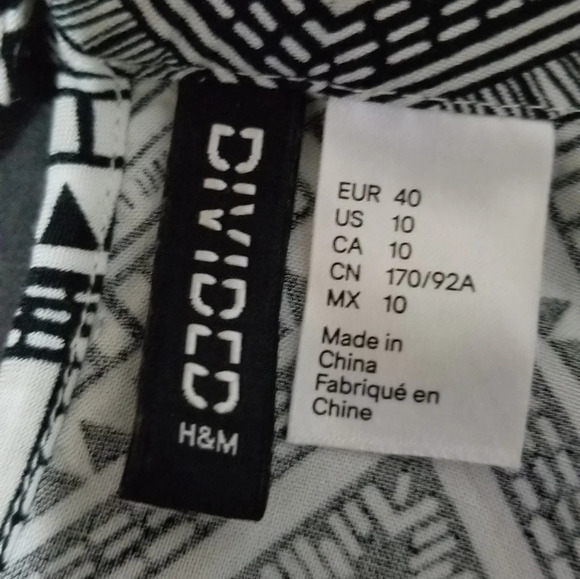 DIVIDED
H&M
EUR 40
US 10
CA 10
CN 170/92A
MX 10
Made in
China
Fabriqué en
Chine